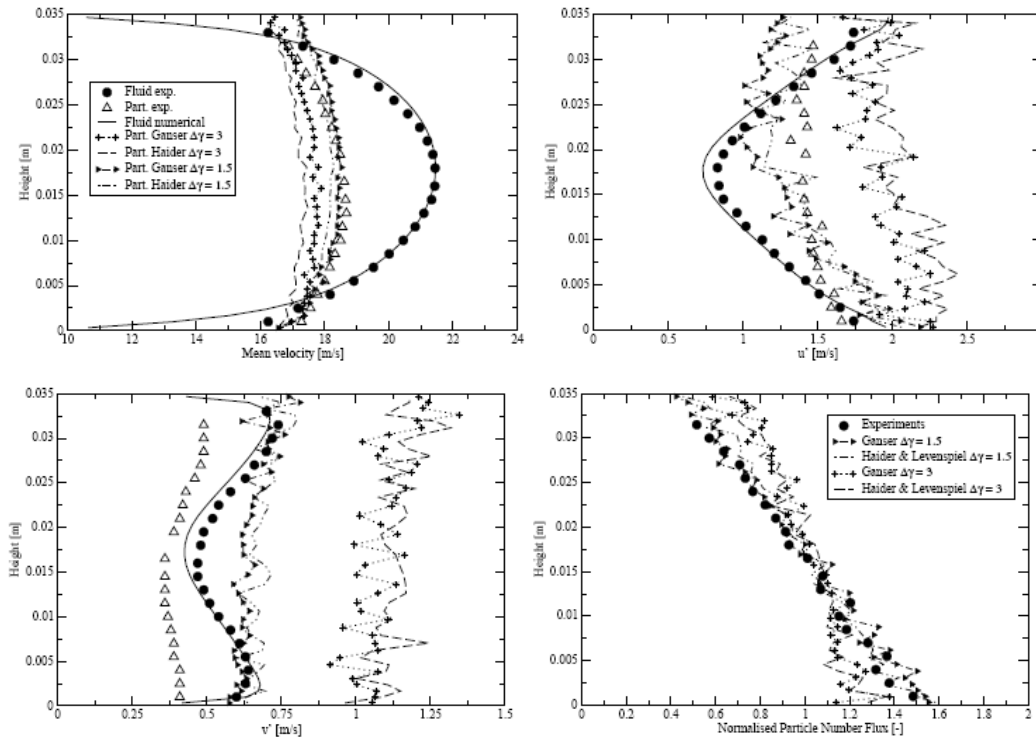 0.035
0.03
0.025
0.02
0.015
0.01
0.005
0
Height [m]
Fluid exp.
Part. exp.
Fluid numerical
Part. Ganser Δγ = 3
Part. Haider Δγ = 3
Part. Ganser Δγ = 1.5
Part. Haider Δγ = 1.5
10 12 14 16 18 20 22 24
Mean velocity [m/s]
0.035
0.03
0.025
0.02
0.015
0.01
0.005
0
Height [m]
0.5 1 1.5 2 2.5
u' [m/s]
0.035
0.03
0.025
0.02
0.015
0.01
0.005
0
Height [m]
0 0.25 0.5 0.75 1 1.25 1.5
v' [m/s]
0.035
0.03
0.025
0.02
0.015
0.01
0.005
0
Height [m]
Experiments
Ganser Δγ = 1.5
Haider & Levenspiel Δγ = 1.5
Ganser Δγ = 3
Haider & Levenspiel Δγ = 3
0 0.2 0.4 0.6 0.8 1 1.2 1.4 1.6 1.8 2
Normalised Particle Number Flux [-]